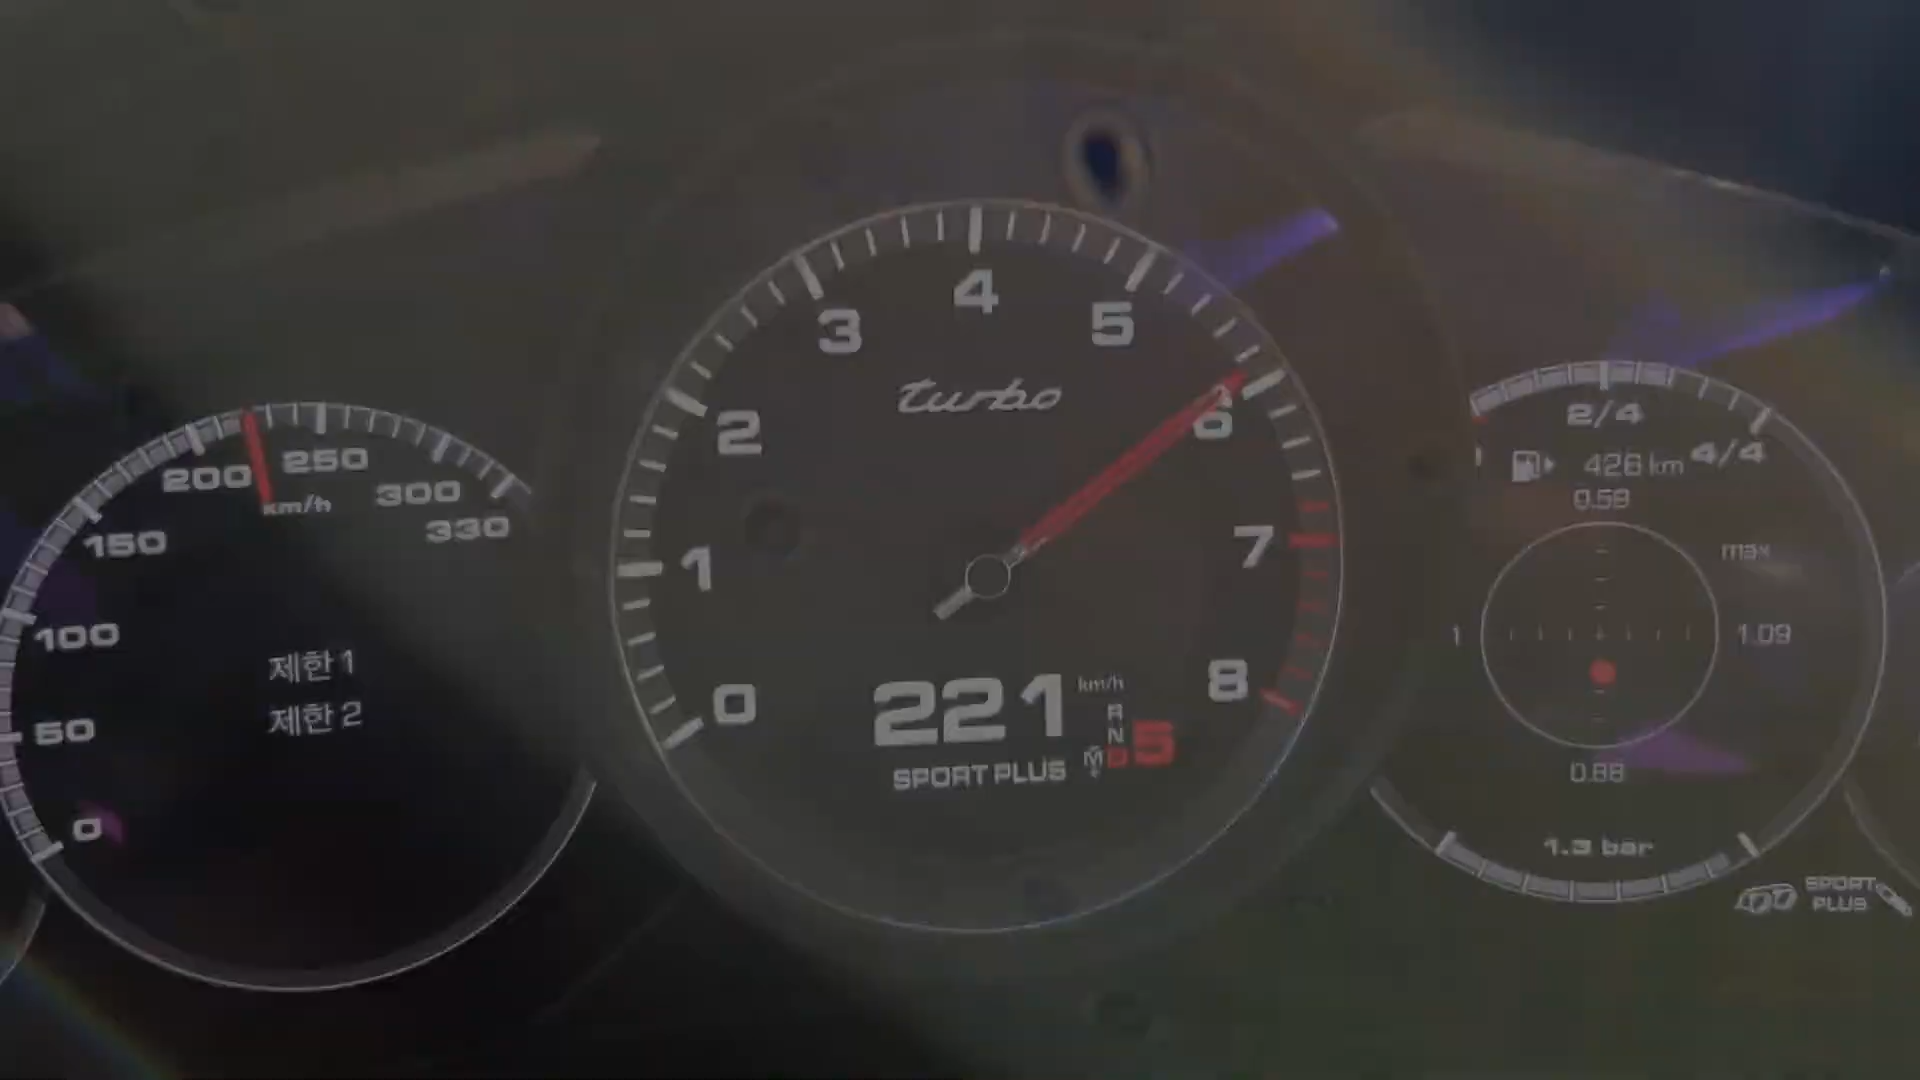 200
250
300
330
km/h
150
100
50
0
제한 1
제한 2
0
1
2
3
4
5
6
7
8
turbo
221 km/h
R
N
M D 5
SPORT PLUS
2/4
4/4
426 km
0.59
max
1
1.09
0.88
1.3 bar
SPORT
PLUS